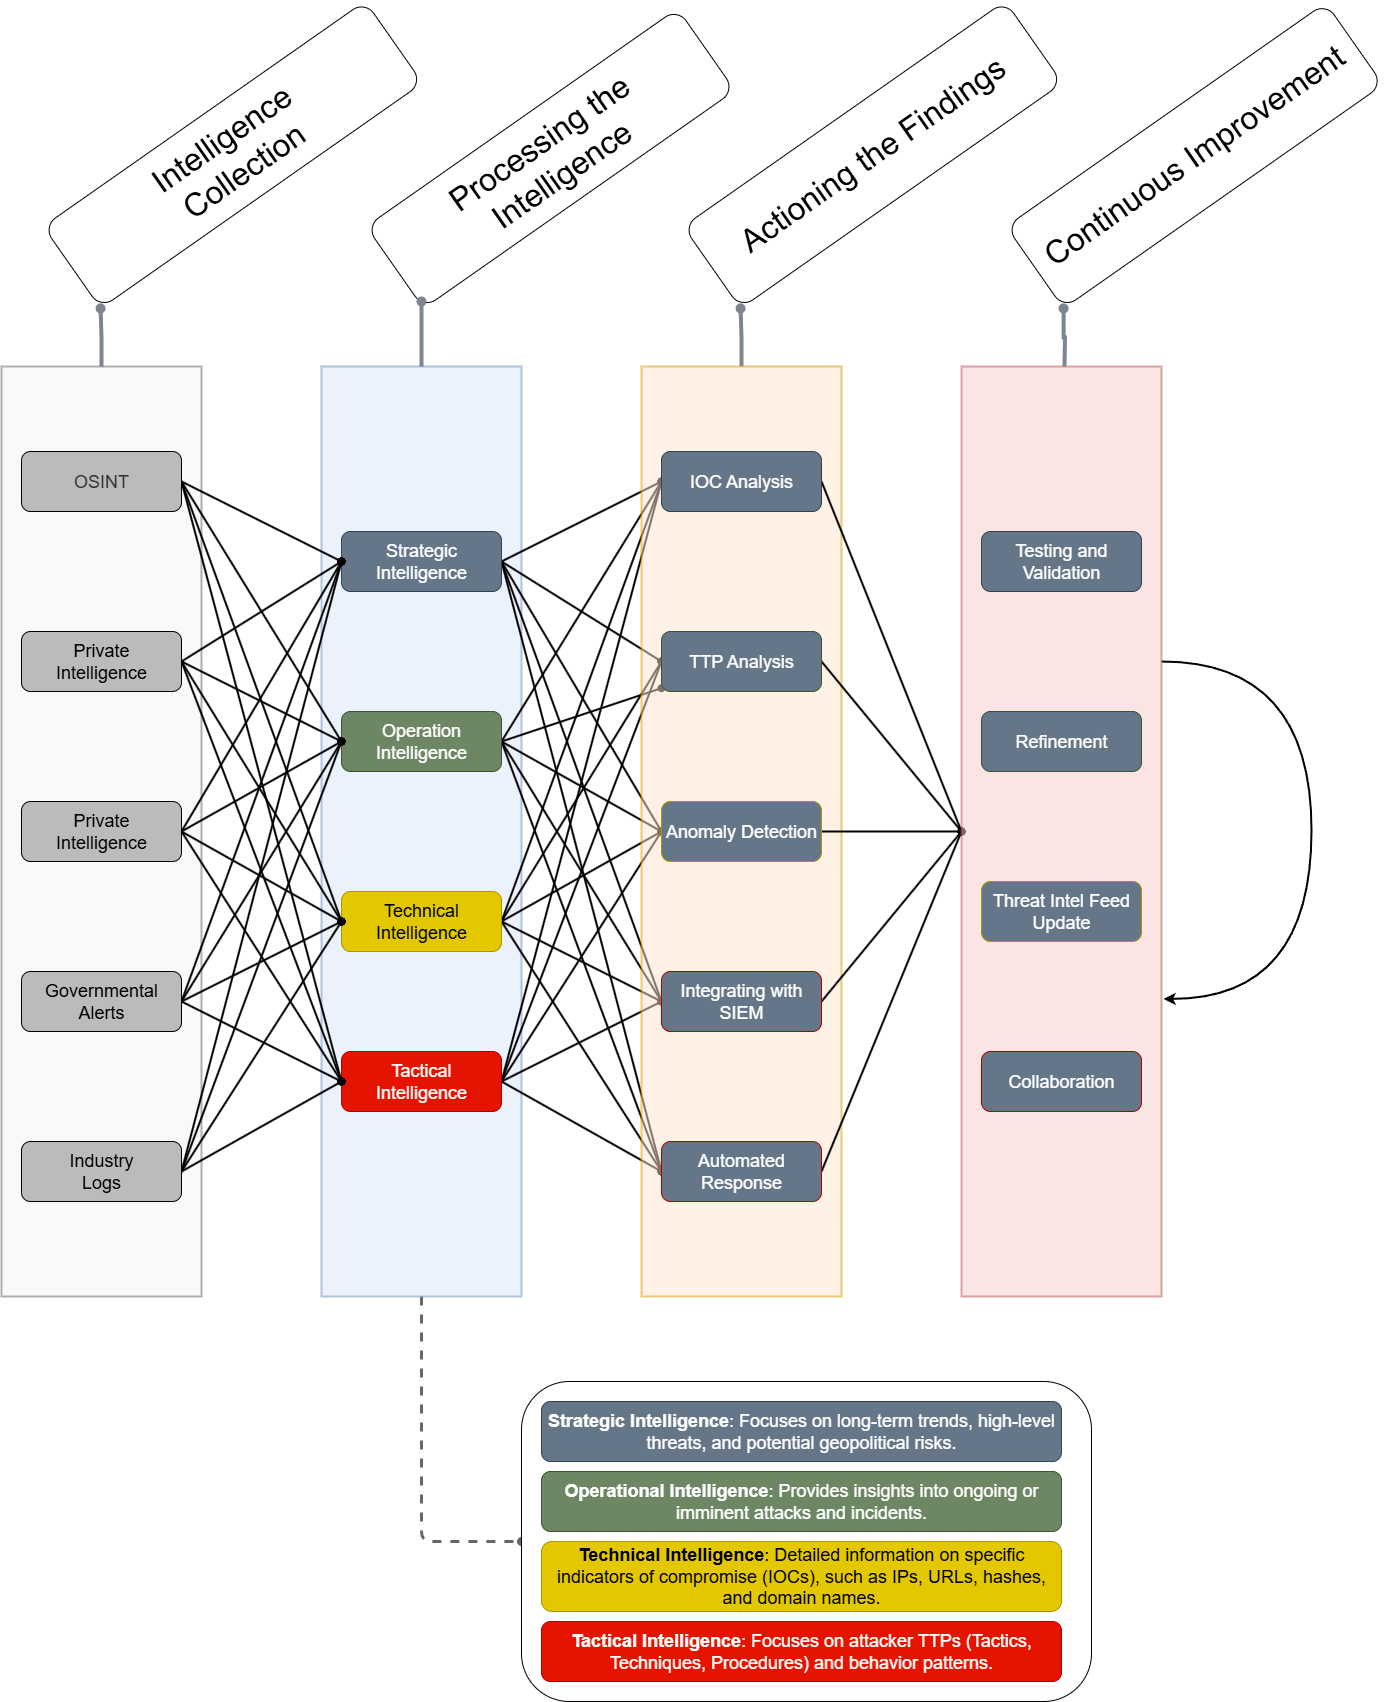 Intelligence
Collection
Processing the
Intelligence
Actioning the Findings
Continuous Improvement
OSINT
Private
Intelligence
Private
Intelligence
Governmental
Alerts
Industry
Logs
Strategic
Intelligence
Operation
Intelligence
Technical
Intelligence
Tactical
Intelligence
IOC Analysis
TTP Analysis
Anomaly Detection
Integrating with
SIEM
Automated
Response
Testing and
Validation
Refinement
Threat Intel Feed
Update
Collaboration
Strategic Intelligence: Focuses on long-term trends, high-level
threats, and potential geopolitical risks.
Operational Intelligence: Provides insights into ongoing or
imminent attacks and incidents.
Technical Intelligence: Detailed information on specific
indicators of compromise (IOCs), such as IPs, URLs, hashes,
and domain names.
Tactical Intelligence: Focuses on attacker TTPs (Tactics,
Techniques, Procedures) and behavior patterns.